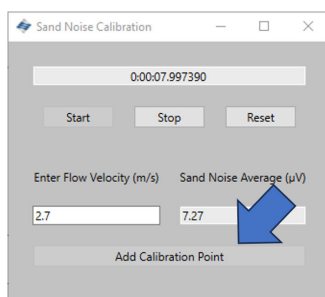 Sand Noise Calibration
0:00:07.997390
Start Stop Reset
Enter Flow Velocity (m/s) Sand Noise Average (µV)
2.7 7.27
Add Calibration Point